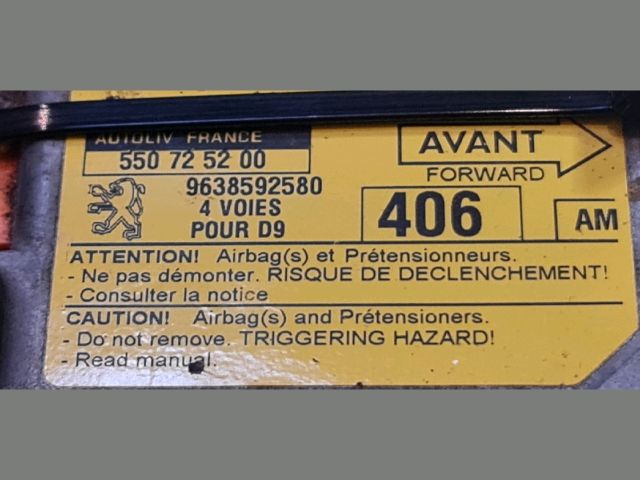 AUTOLIV FRANCE
550 72 52 00
9638592580
4 VOIES
POUR D9
AVANT
FORWARD
406
AM
ATTENTION! Airbag(s) et Prétensionneurs.
- Ne pas démonter. RISQUE DE DECLENCHEMENT!
- Consulter la notice
CAUTION! Airbag(s) and Prétensioners.
- Do not remove. TRIGGERING HAZARD!
- Read manual.